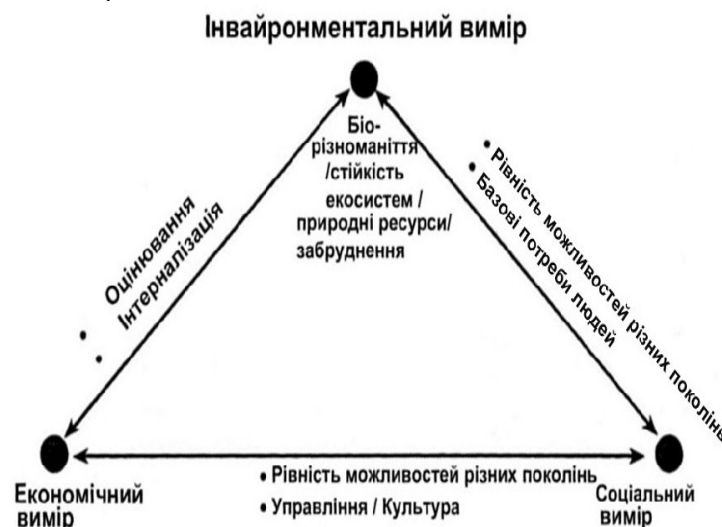 Інвайронментальний вимір
Біо-
різноманіття
/стійкість
екосистем /
природні ресурси/
забруднення
• Оцінювання
• Інтерналізація
• Рівність можливостей різних поколінь
• Базові потреби людей
Економічний
вимір
• Рівність можливостей різних поколінь
• Управління / Культура
Соціальний
вимір